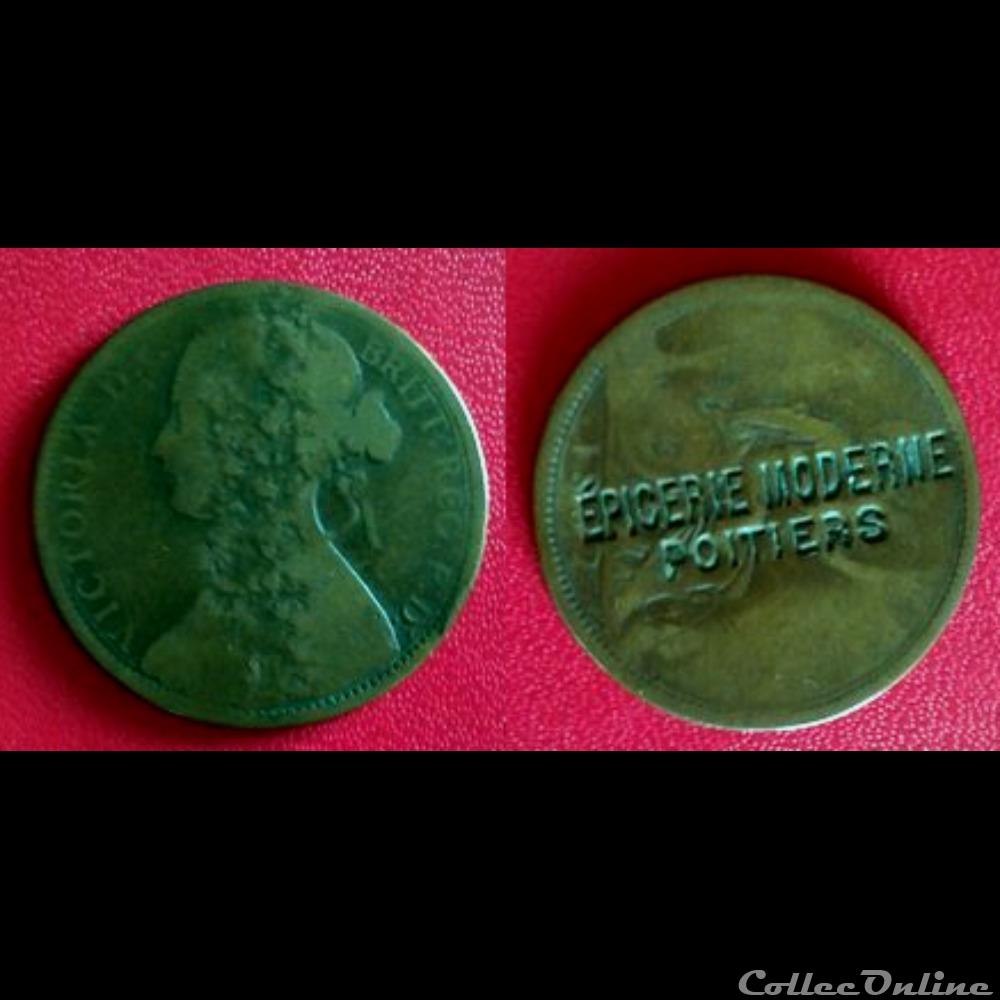 VICTORIA D:
BRITT REG F D
ÉPICERIE MODERNE
POITIERS
CollecOnline